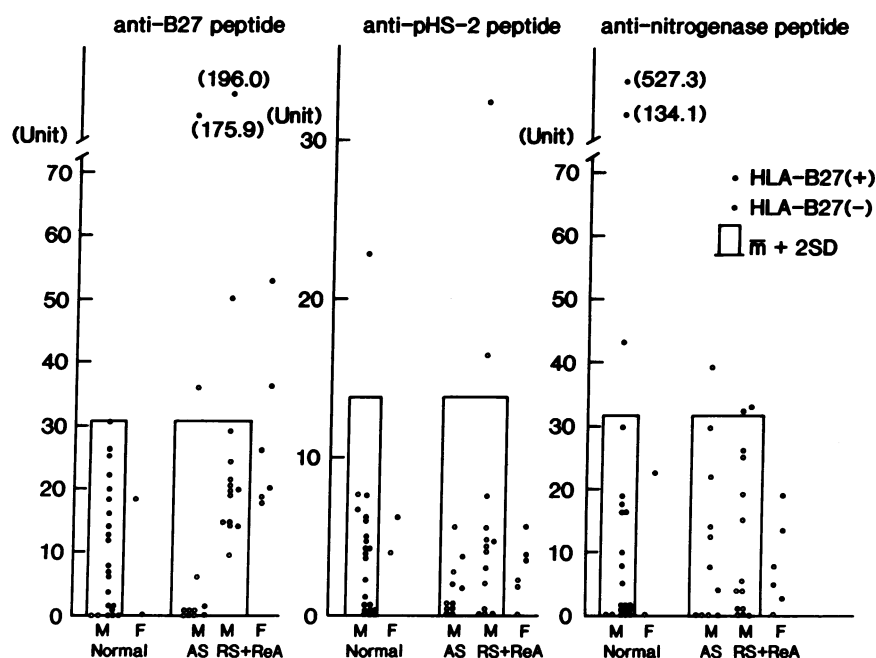 anti-B27 peptide
anti-pHS-2 peptide
anti-nitrogenase peptide
(196.0)
(175.9)
(Unit)
70
60
50
40
30
20
10
0
M F M M F
Normal AS RS+ReA
(Unit)
30
20
10
0
M F M M F
Normal AS RS+ReA
(527.3)
(134.1)
(Unit)
70
60
50
40
30
20
10
0
M F M M F
Normal AS RS+ReA
HLA-B27(+)
HLA-B27(-)
m̅ + 2SD